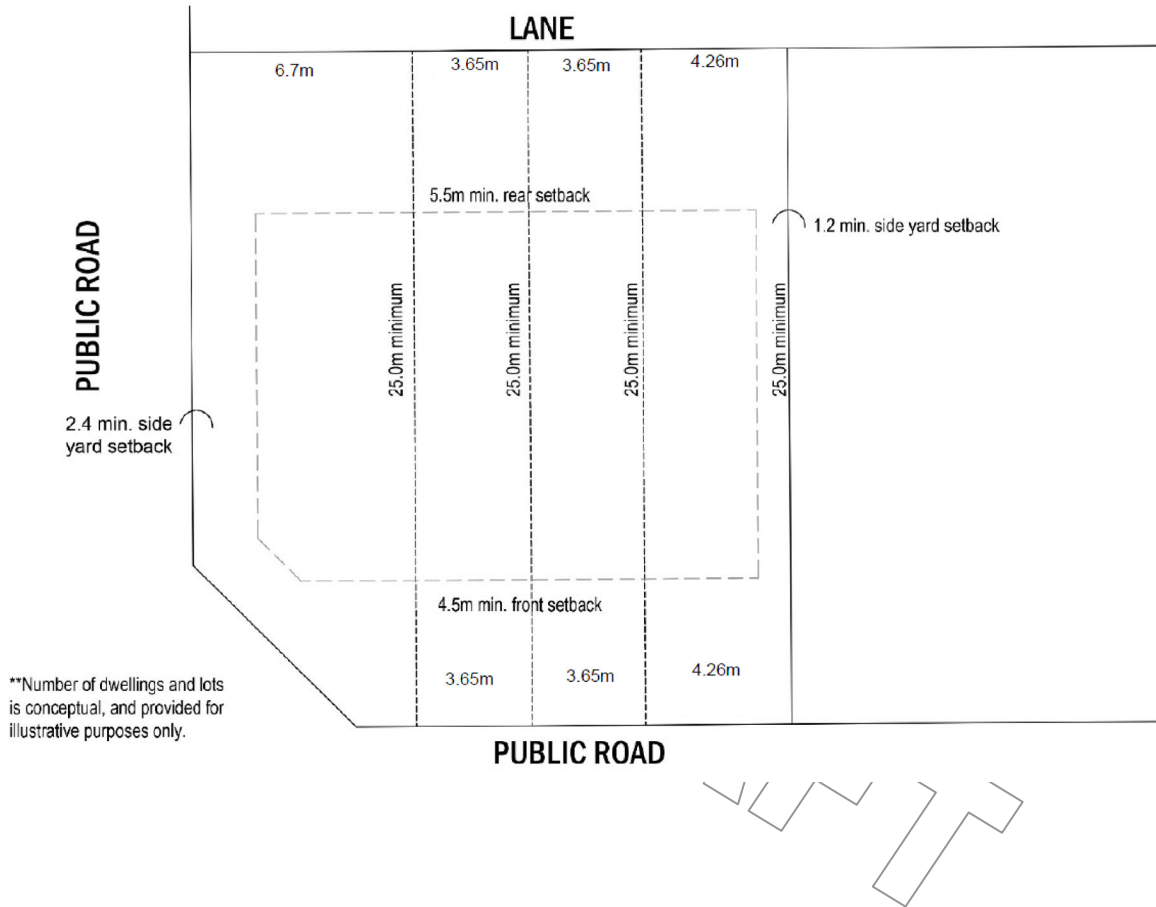 LANE
6.7m
3.65m
3.65m
4.26m
5.5m min. rear setback
1.2 min. side yard setback
PUBLIC ROAD
25.0m minimum
25.0m minimum
25.0m minimum
25.0m minimum
2.4 min. side
yard setback
4.5m min. front setback
3.65m
3.65m
4.26m
**Number of dwellings and lots
is conceptual, and provided for
illustrative purposes only.
PUBLIC ROAD